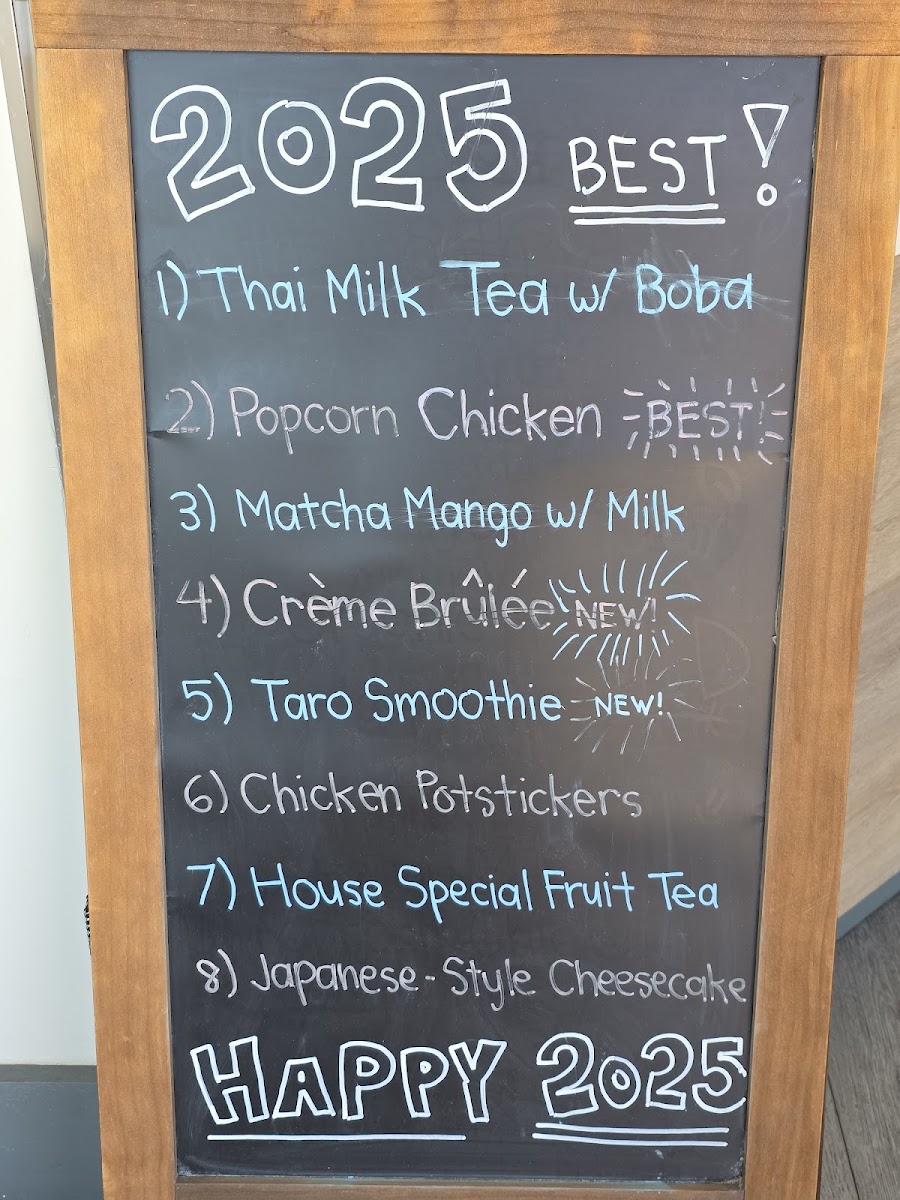 2025 BEST!
1) Thai Milk Tea w/ Boba
2) Popcorn Chicken BEST!
3) Matcha Mango w/ Milk
4) Crème Brûlée NEW!
5) Taro Smoothie NEW!
6) Chicken Potstickers
7) House Special Fruit Tea
8) Japanese-Style Cheesecake
HAPPY 2025